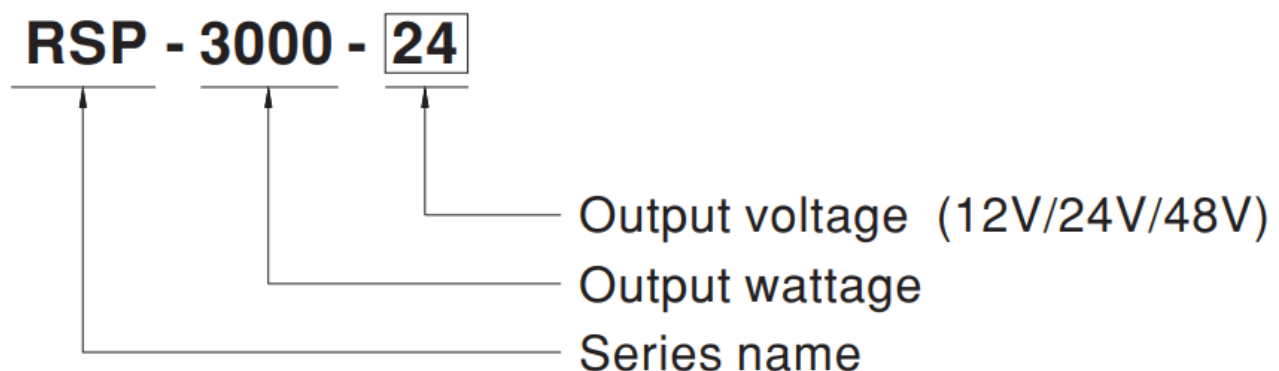 RSP - 3000 - 24
Output voltage (12V/24V/48V)
Output wattage
Series name